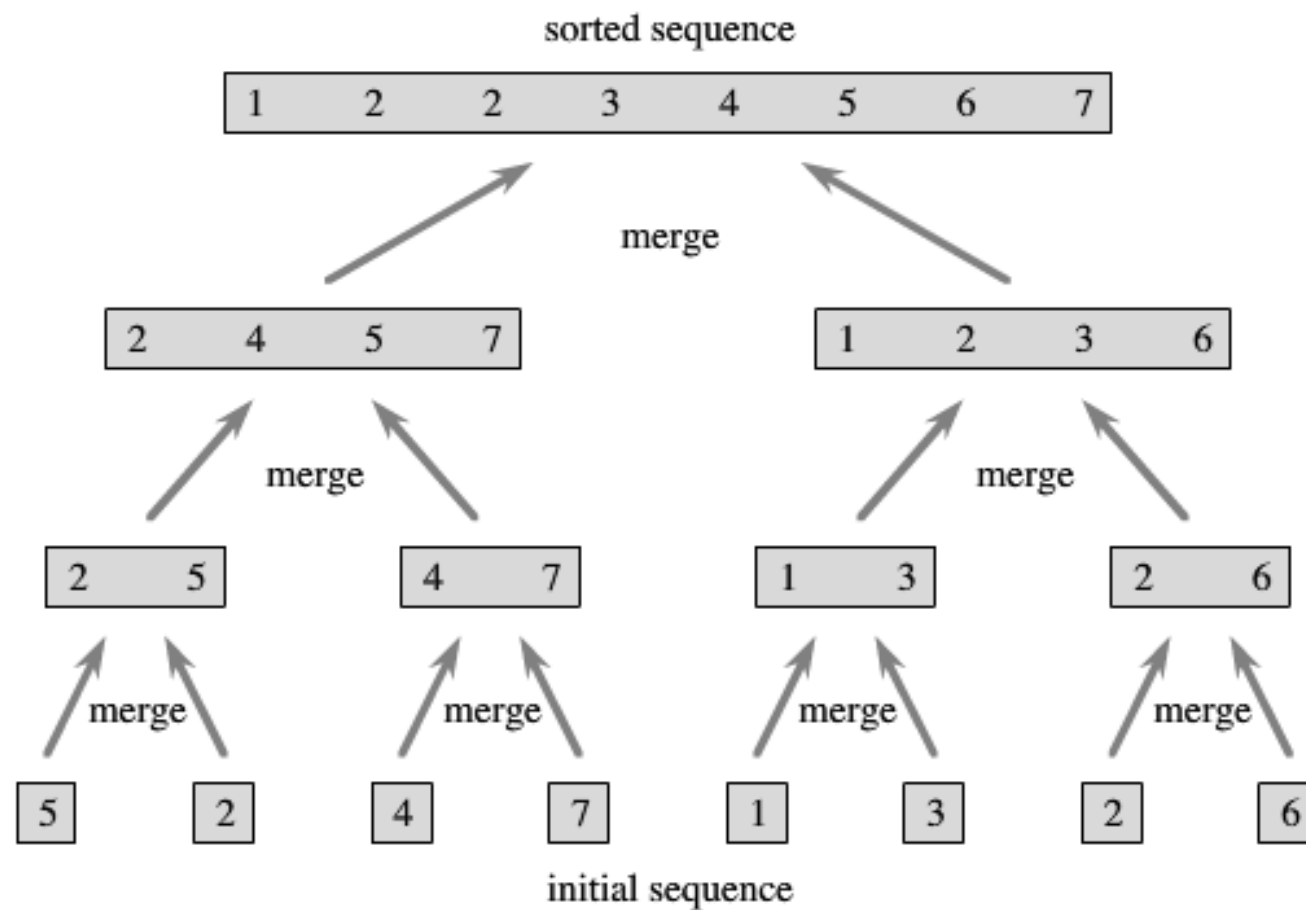 sorted sequence
1 2 2 3 4 5 6 7
merge
2 4 5 7 1 2 3 6
merge merge
2 5 4 7 1 3 2 6
merge merge merge merge
5 2 4 7 1 3 2 6
initial sequence